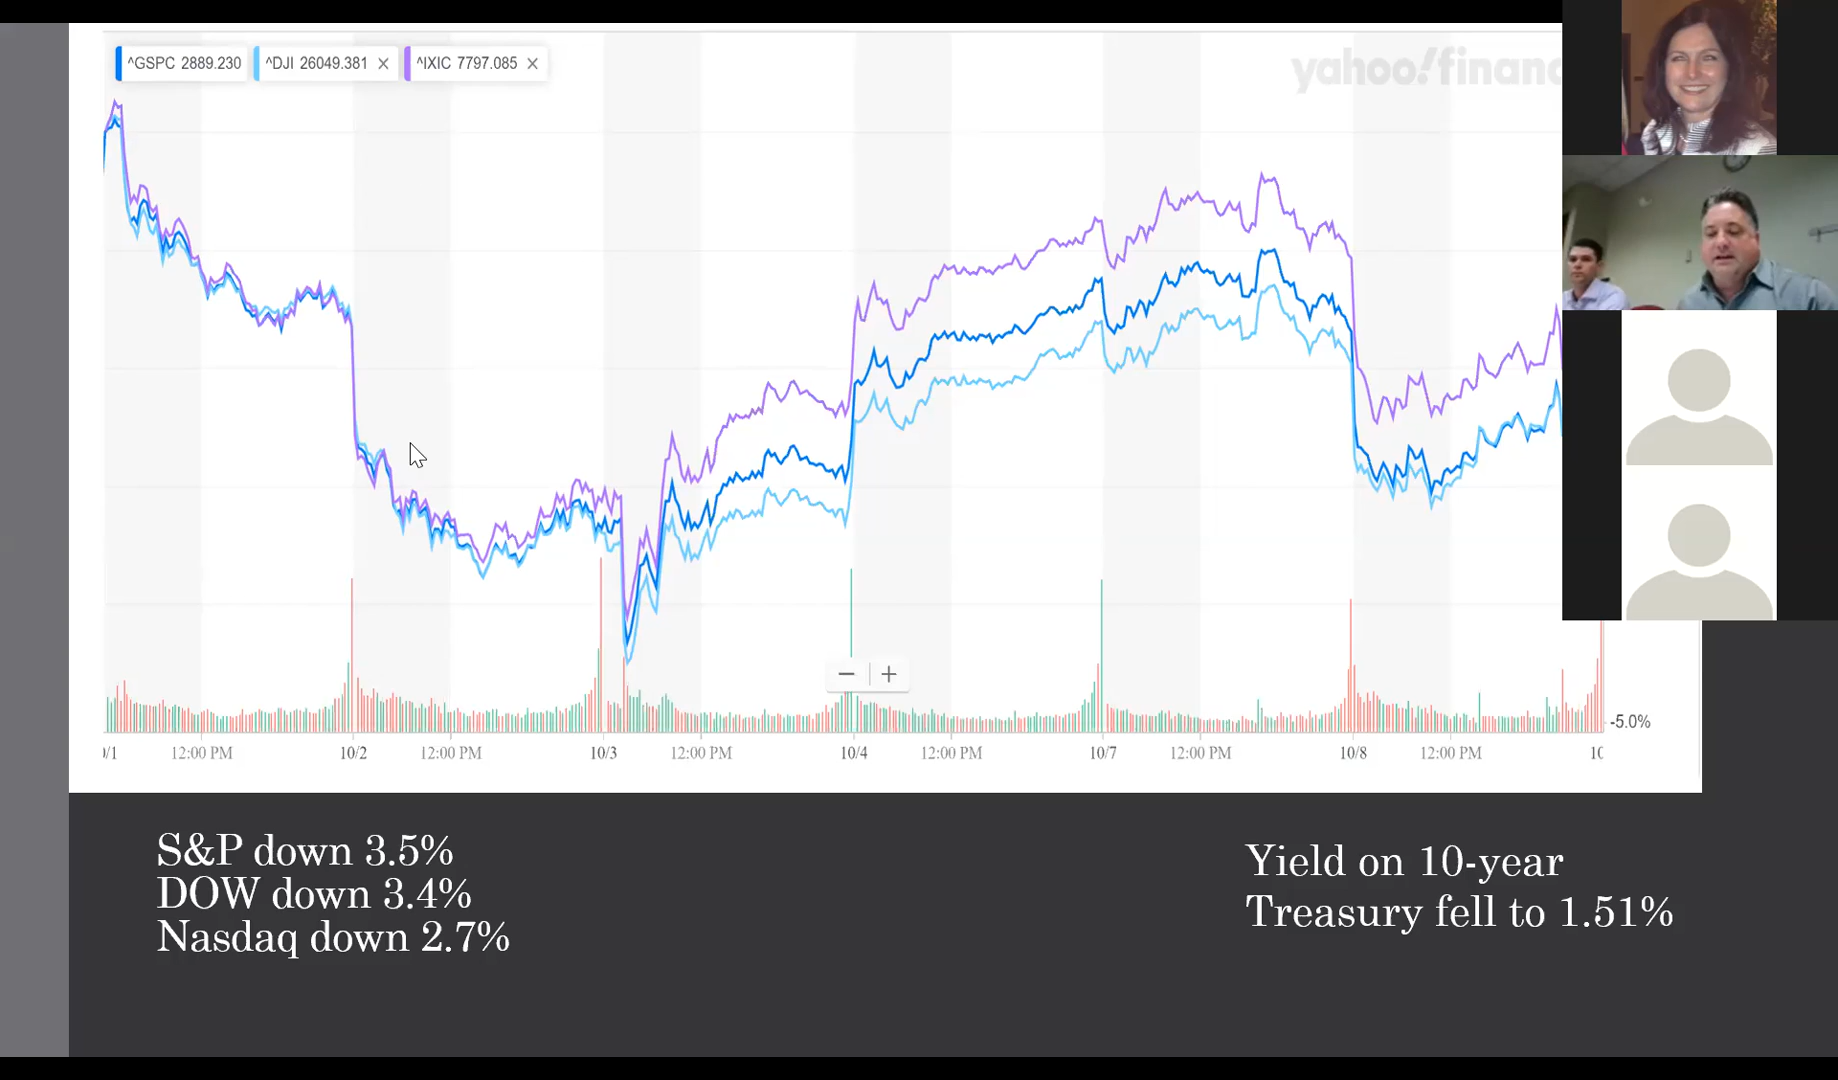 ^GSPC 2889.230 ^DJI 26049.381 ^IXIC 7797.085
yahoo!financ
-5.0%
)/1 12:00 PM 10/2 12:00 PM 10/3 12:00 PM 10/4 12:00 PM 10/7 12:00 PM 10/8 12:00 PM 10
S&P down 3.5%
DOW down 3.4%
Nasdaq down 2.7%
Yield on 10-year
Treasury fell to 1.51%